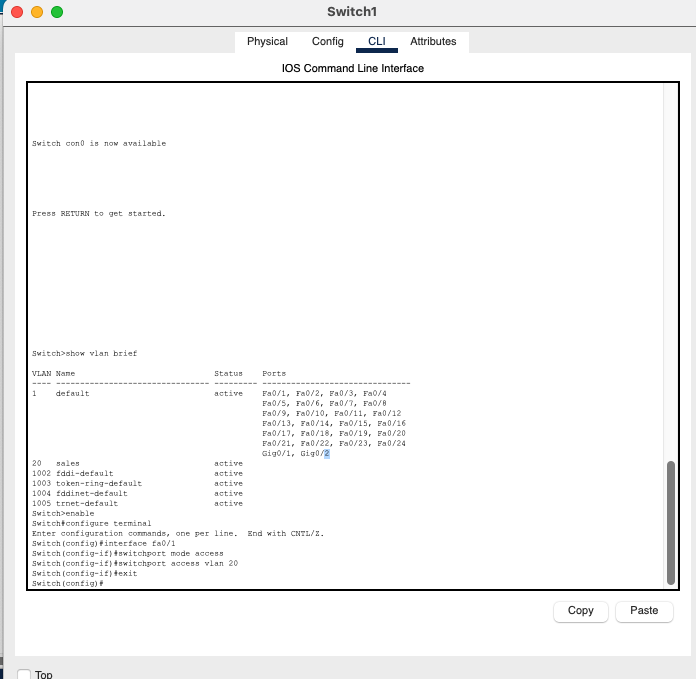 Switch1
Physical Config CLI Attributes
IOS Command Line Interface
Switch con0 is now available
Press RETURN to get started.
Switch>show vlan brief
VLAN Name Status Ports
---- -------------------------------- --------- -------------------------------
1 default active Fa0/1, Fa0/2, Fa0/3, Fa0/4
Fa0/5, Fa0/6, Fa0/7, Fa0/8
Fa0/9, Fa0/10, Fa0/11, Fa0/12
Fa0/13, Fa0/14, Fa0/15, Fa0/16
Fa0/17, Fa0/18, Fa0/19, Fa0/20
Fa0/21, Fa0/22, Fa0/23, Fa0/24
Gig0/1, Gig0/2
20 sales active
1002 fddi-default active
1003 token-ring-default active
1004 fddinet-default active
1005 trnet-default active
Switch>enable
Switch#configure terminal
Enter configuration commands, one per line. End with CNTL/Z.
Switch(config)#interface fa0/1
Switch(config-if)#switchport mode access
Switch(config-if)#switchport access vlan 20
Switch(config-if)#exit
Switch(config)#
Copy Paste
Top